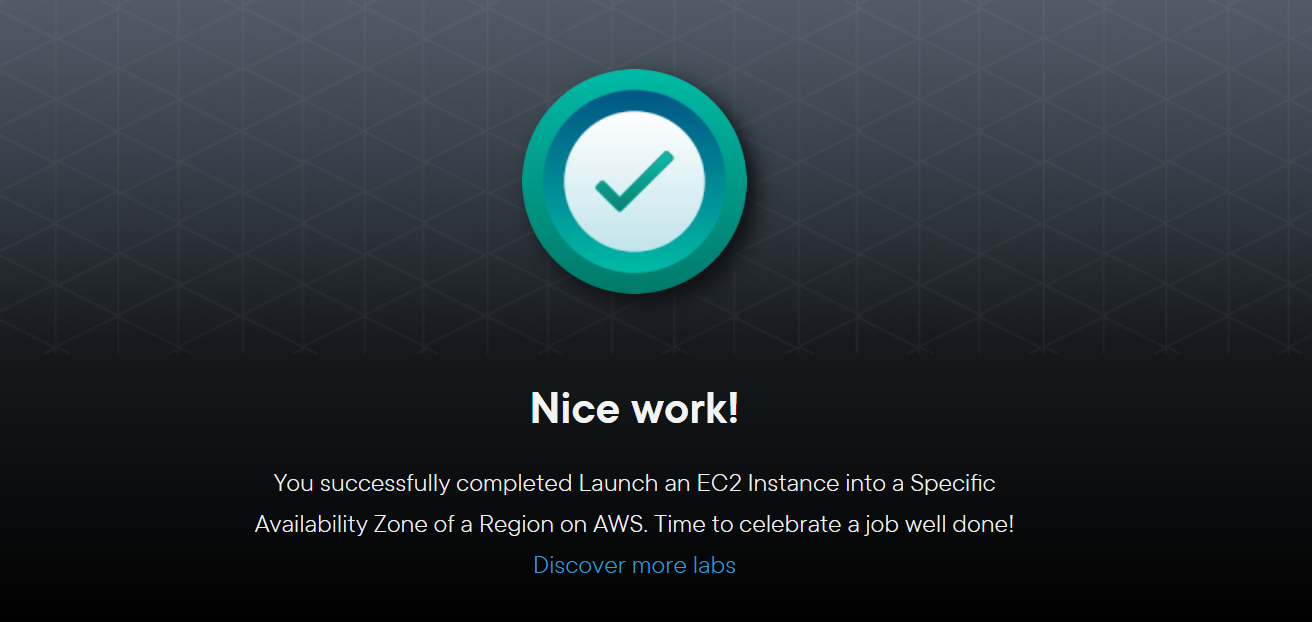 Nice work!
You successfully completed Launch an EC2 Instance into a Specific
Availability Zone of a Region on AWS. Time to celebrate a job well done!
Discover more labs